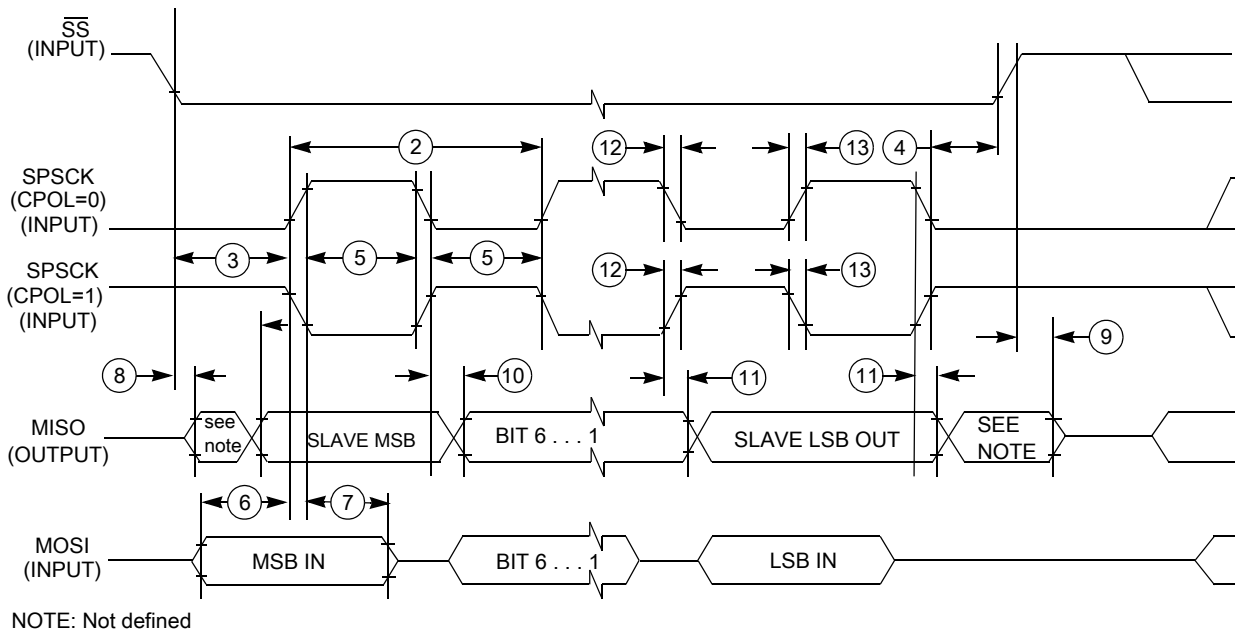 SS
(INPUT)
2
12
13
4
SPSCK
(CPOL=0)
(INPUT)
3
5
5
SPSCK
(CPOL=1)
(INPUT)
12
13
9
8
10
11
11
MISO
(OUTPUT)
see
note
SLAVE MSB
BIT 6 . . . 1
SLAVE LSB OUT
SEE
NOTE
6
7
MOSI
(INPUT)
MSB IN
BIT 6 . . . 1
LSB IN
NOTE: Not defined